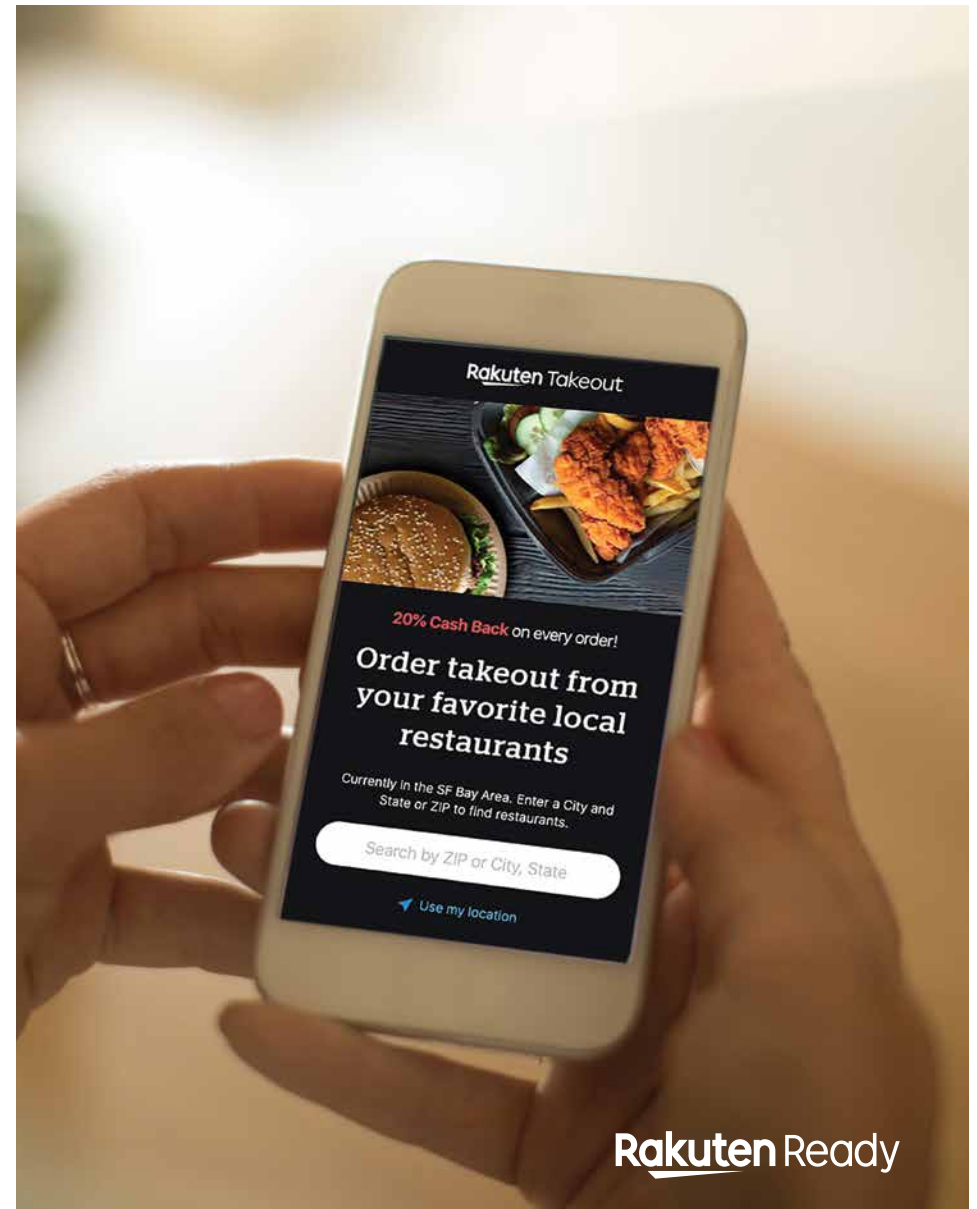 Rakuten Takeout
20% Cash Back on every order!
Order takeout from
your favorite local
restaurants
Currently in the SF Bay Area. Enter a City and
State or ZIP to find restaurants.
Search by ZIP or City, State
Use my location
Rakuten Ready